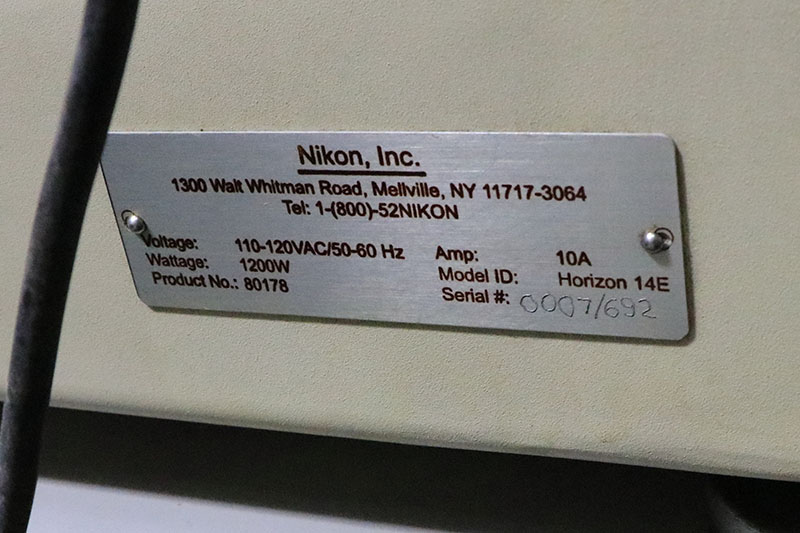 Nikon, Inc.
1300 Walt Whitman Road, Mellville, NY 11717-3064
Tel: 1-(800)-52NIKON
Voltage: 110-120VAC/50-60 Hz Amp: 10A
Wattage: 1200W Model ID: Horizon 14E
Product No.: 80178 Serial #: 0007/692